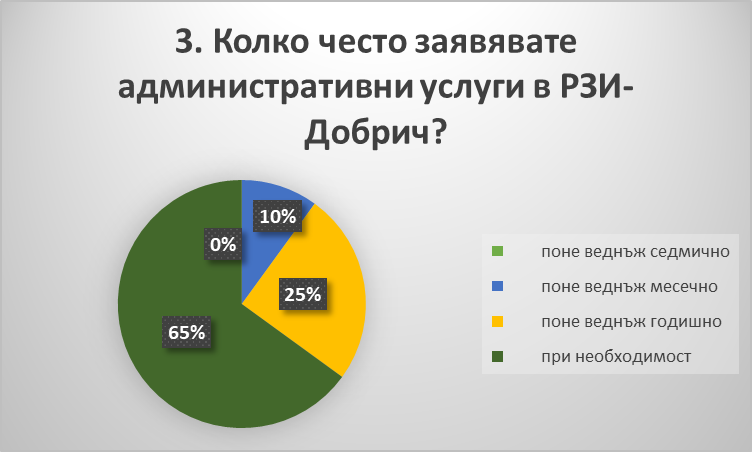 3. Колко често заявявате
административни услуги в РЗИ-
Добрич?
10%
0%
25%
65%
поне веднъж седмично
поне веднъж месечно
поне веднъж годишно
при необходимост